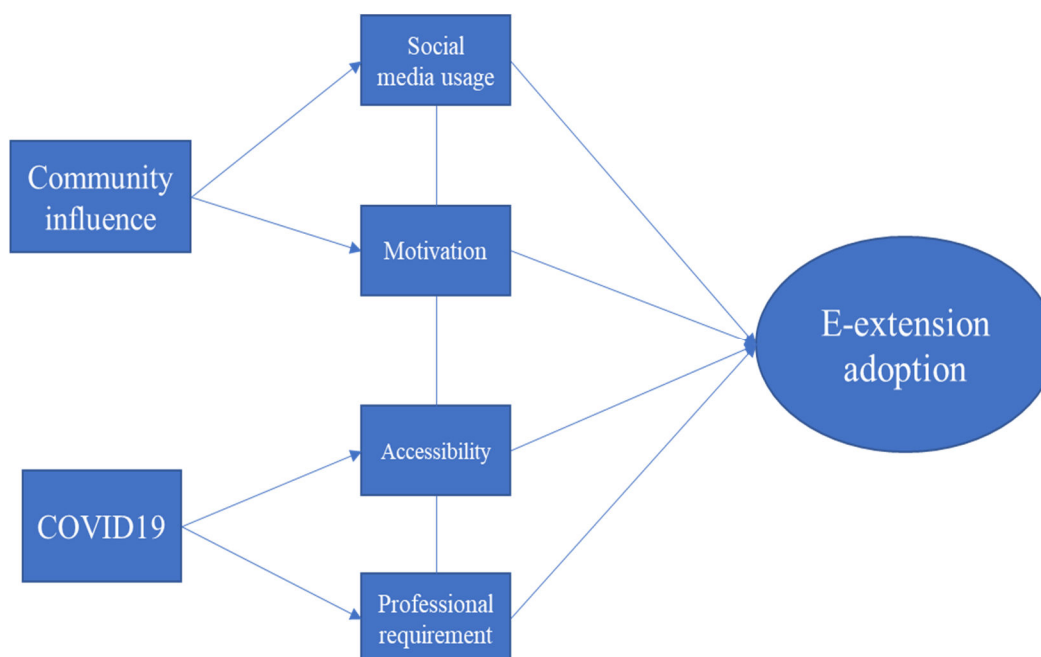 Social
media usage
Community
influence
Motivation
E-extension
adoption
Accessibility
COVID19
Professional
requirement